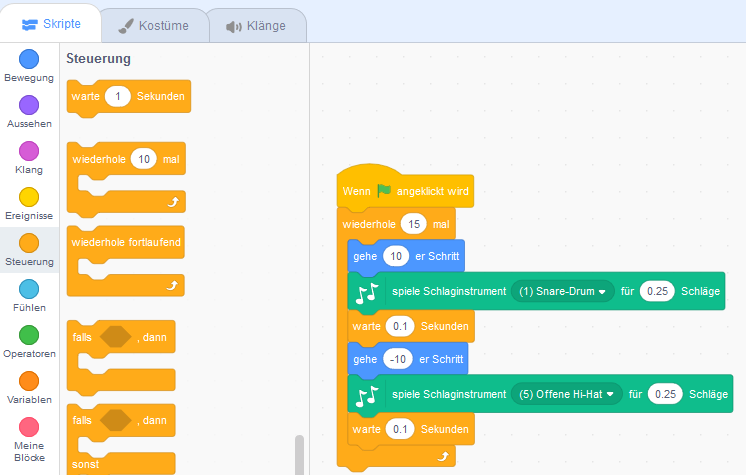 Skripte
Kostüme
Klänge
Bewegung
Aussehen
Klang
Ereignisse
Steuerung
Fühlen
Operatoren
Variablen
Meine
Blöcke
Steuerung
warte 1 Sekunden
wiederhole 10 mal
wiederhole fortlaufend
falls , dann
falls , dann
sonst
Wenn angeklickt wird
wiederhole 15 mal
gehe 10 er Schritt
spiele Schlaginstrument (1) Snare-Drum für 0.25 Schläge
warte 0.1 Sekunden
gehe -10 er Schritt
spiele Schlaginstrument (5) Offene Hi-Hat für 0.25 Schläge
warte 0.1 Sekunden